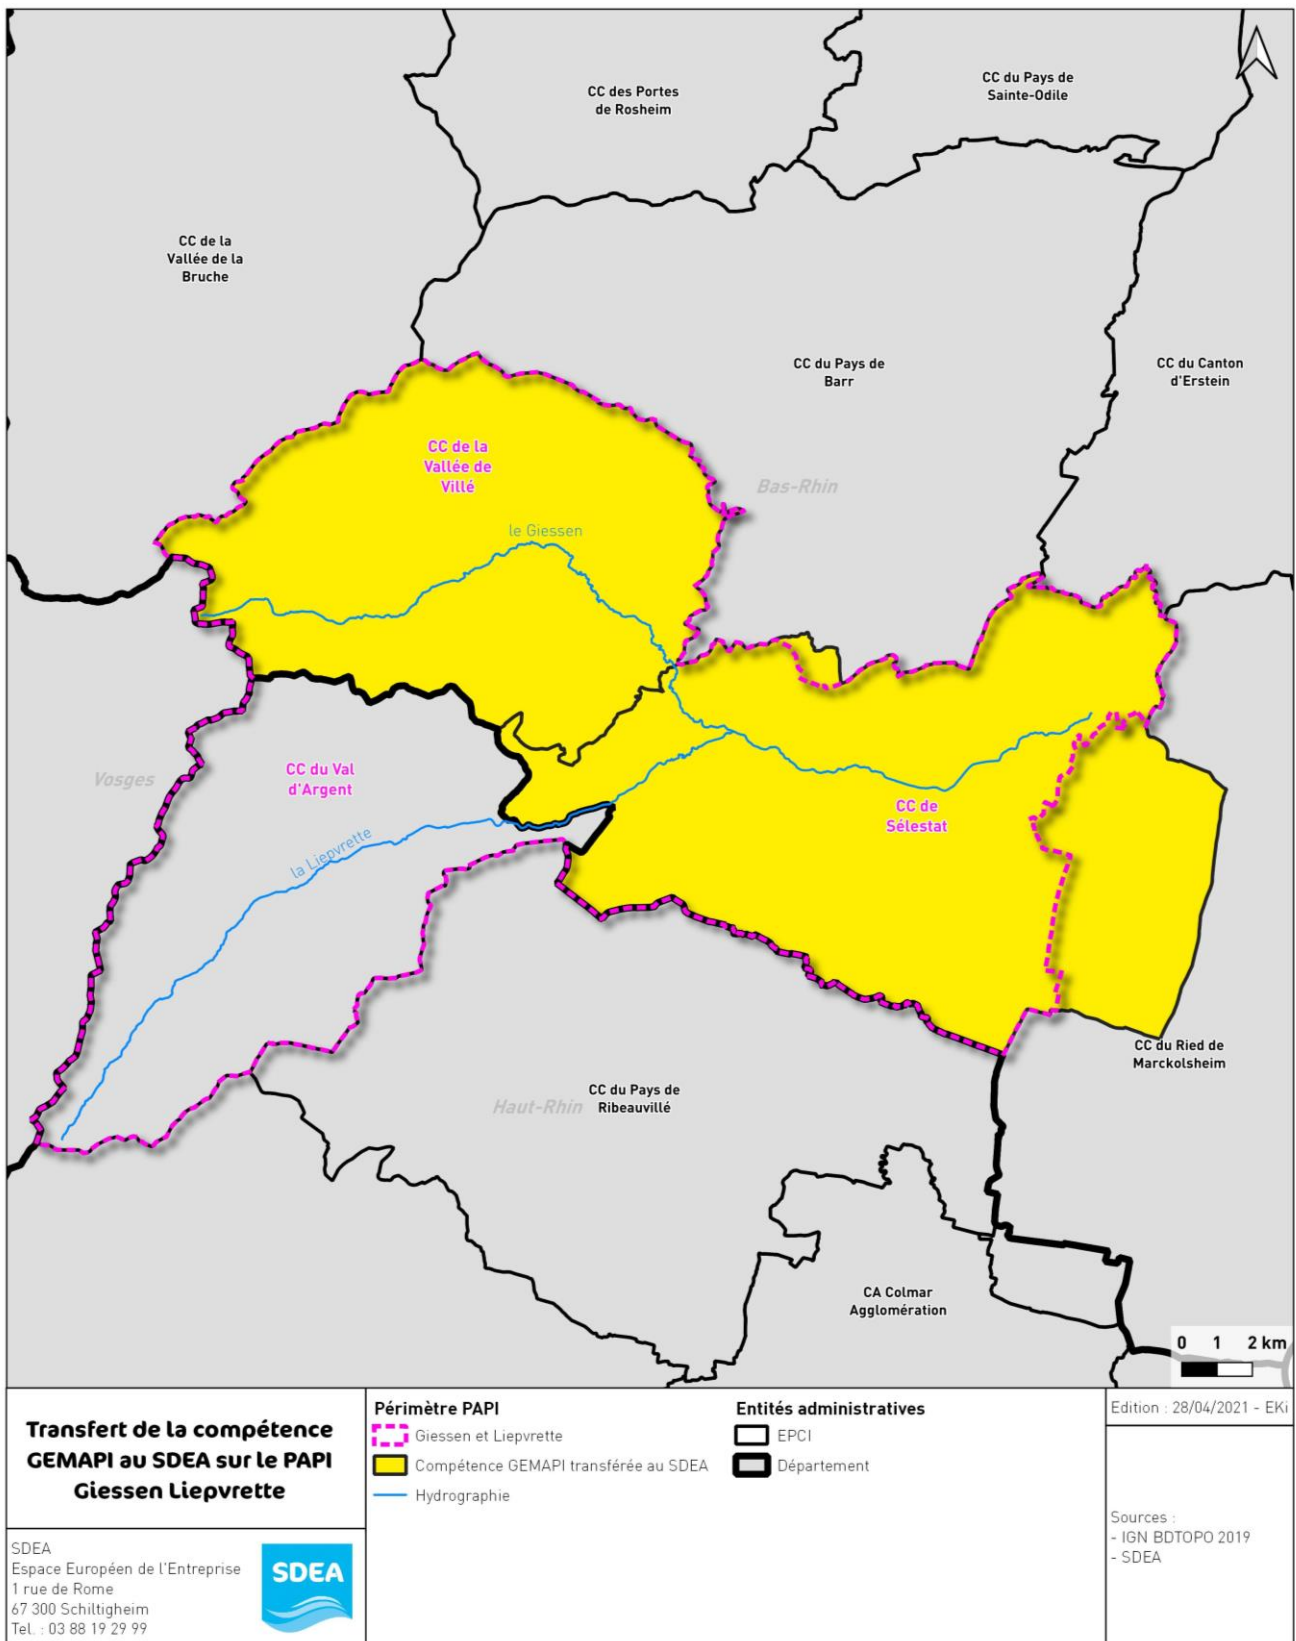 CC des Portes
de Rosheim
CC du Pays de
Sainte-Odile
CC de la
Vallée de la
Bruche
CC du Pays de
Barr
CC du Canton
d'Erstein
CC de la
Vallée de
Villé
Bas-Rhin
le Giessen
Vosges
CC du Val
d'Argent
CC de
Sélestat
la Liepvrette
CC du Ried de
Marckolsheim
Haut-Rhin
CC du Pays de
Ribeauvillé
CA Colmar
Agglomération
0 1 2 km
Transfert de la compétence
GEMAPI au SDEA sur le PAPI
Giessen Liepvrette
SDEA
Espace Européen de l'Entreprise
1 rue de Rome
67 300 Schiltigheim
Tel. : 03 88 19 29 99
SDEA
Périmètre PAPI
Giessen et Liepvrette
Compétence GEMAPI transférée au SDEA
Hydrographie
Entités administratives
EPCI
Département
Edition : 28/04/2021 - EKi
Sources :
- IGN BDTOPO 2019
- SDEA